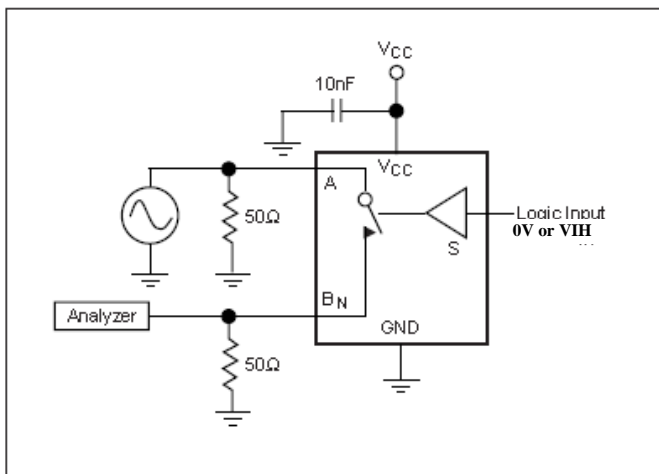 VCC
10nF
VCC
A
50Ω
Logic Input
0V or VIH
S
BN
Analyzer
GND
50Ω